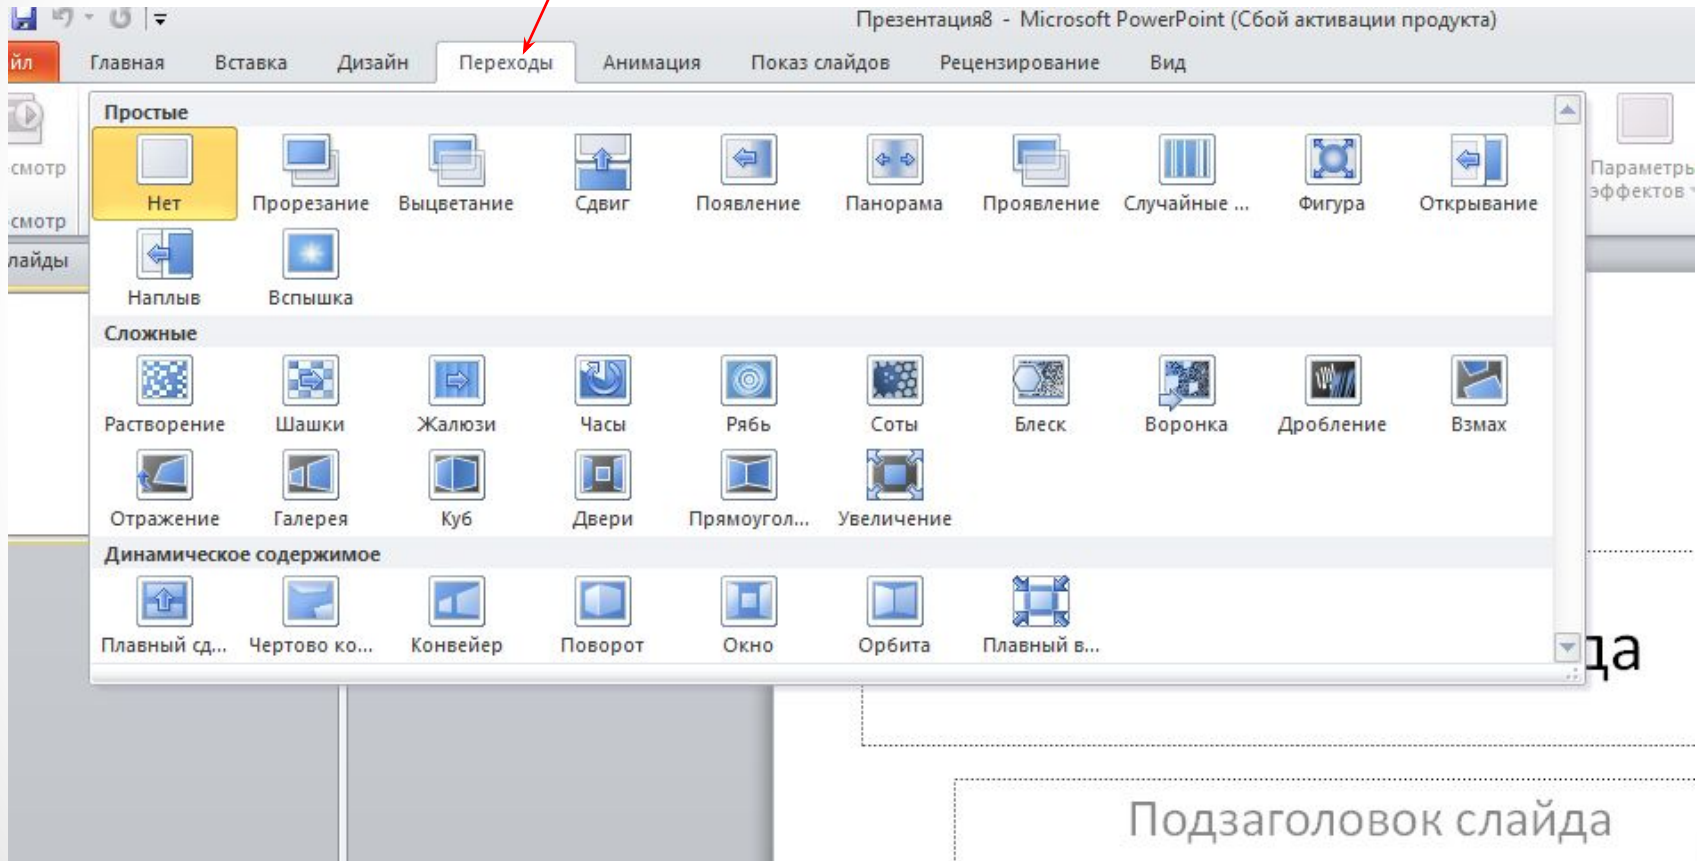 Презентация8 - Microsoft PowerPoint (Сбой активации продукта)
йл Главная Вставка Дизайн Переходы Анимация Показ слайдов Рецензирование Вид
Простые
Нет Прорезание Выцветание Сдвиг Появление Панорама Проявление Случайные ... Фигура Открывание
смотр
Параметры
эффектов
смотр
лайды
Наплыв Вспышка
Сложные
Растворение Шашки Жалюзи Часы Рябь Соты Блеск Воронка Дробление Взмах
Отражение Галерея Куб Двери Прямоугол... Увеличение
Динамическое содержимое
Плавный сд... Чертово ко... Конвейер Поворот Окно Орбита Плавный в...
да
Подзаголовок слайда